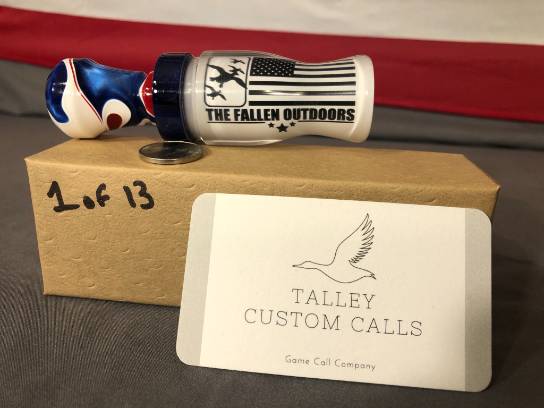 THE FALLEN OUTDOORS
1 of 13
TALLEY
CUSTOM CALLS
Game Call Company